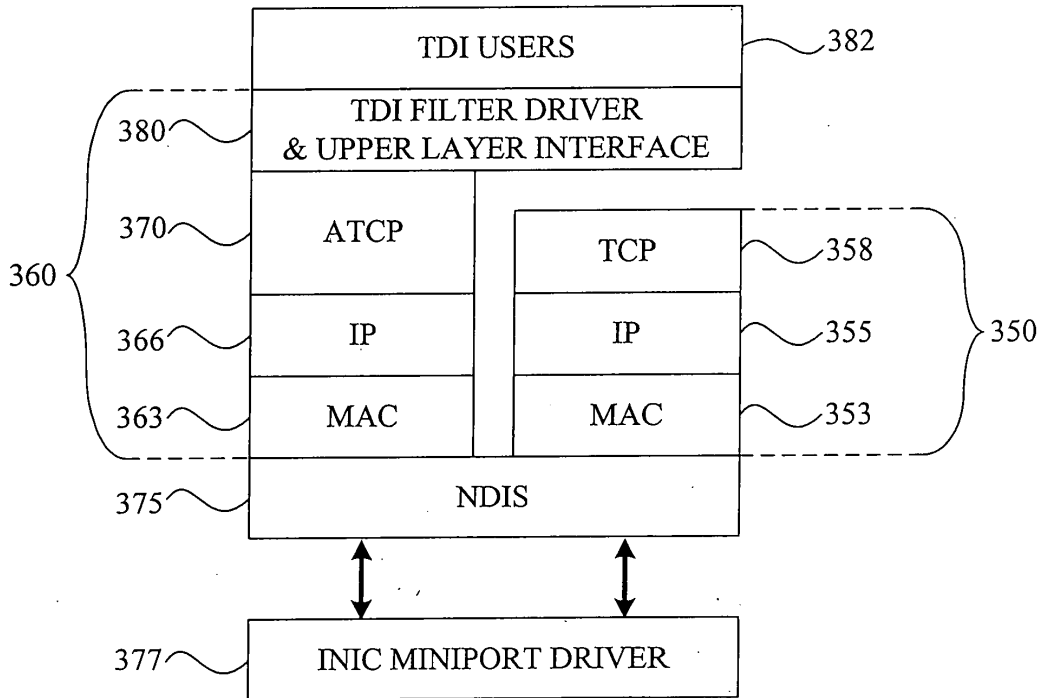 TDI USERS
382
380
TDI FILTER DRIVER
& UPPER LAYER INTERFACE
370
ATCP
TCP
358
360
366
IP
IP
355
350
363
MAC
MAC
353
375
NDIS
377
INIC MINIPORT DRIVER